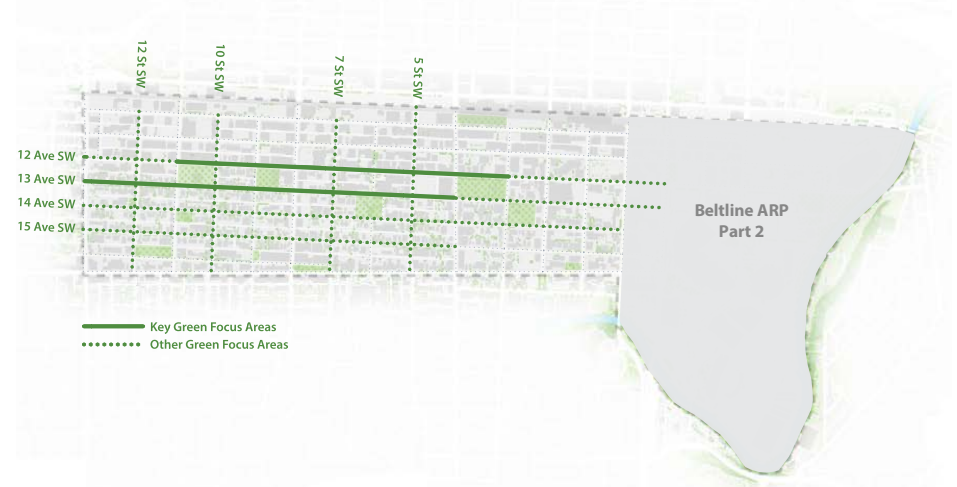 12 St SW
10 St SW
7 St SW
5 St SW
12 Ave SW
13 Ave SW
14 Ave SW
15 Ave SW
Beltline ARP
Part 2
Key Green Focus Areas
Other Green Focus Areas